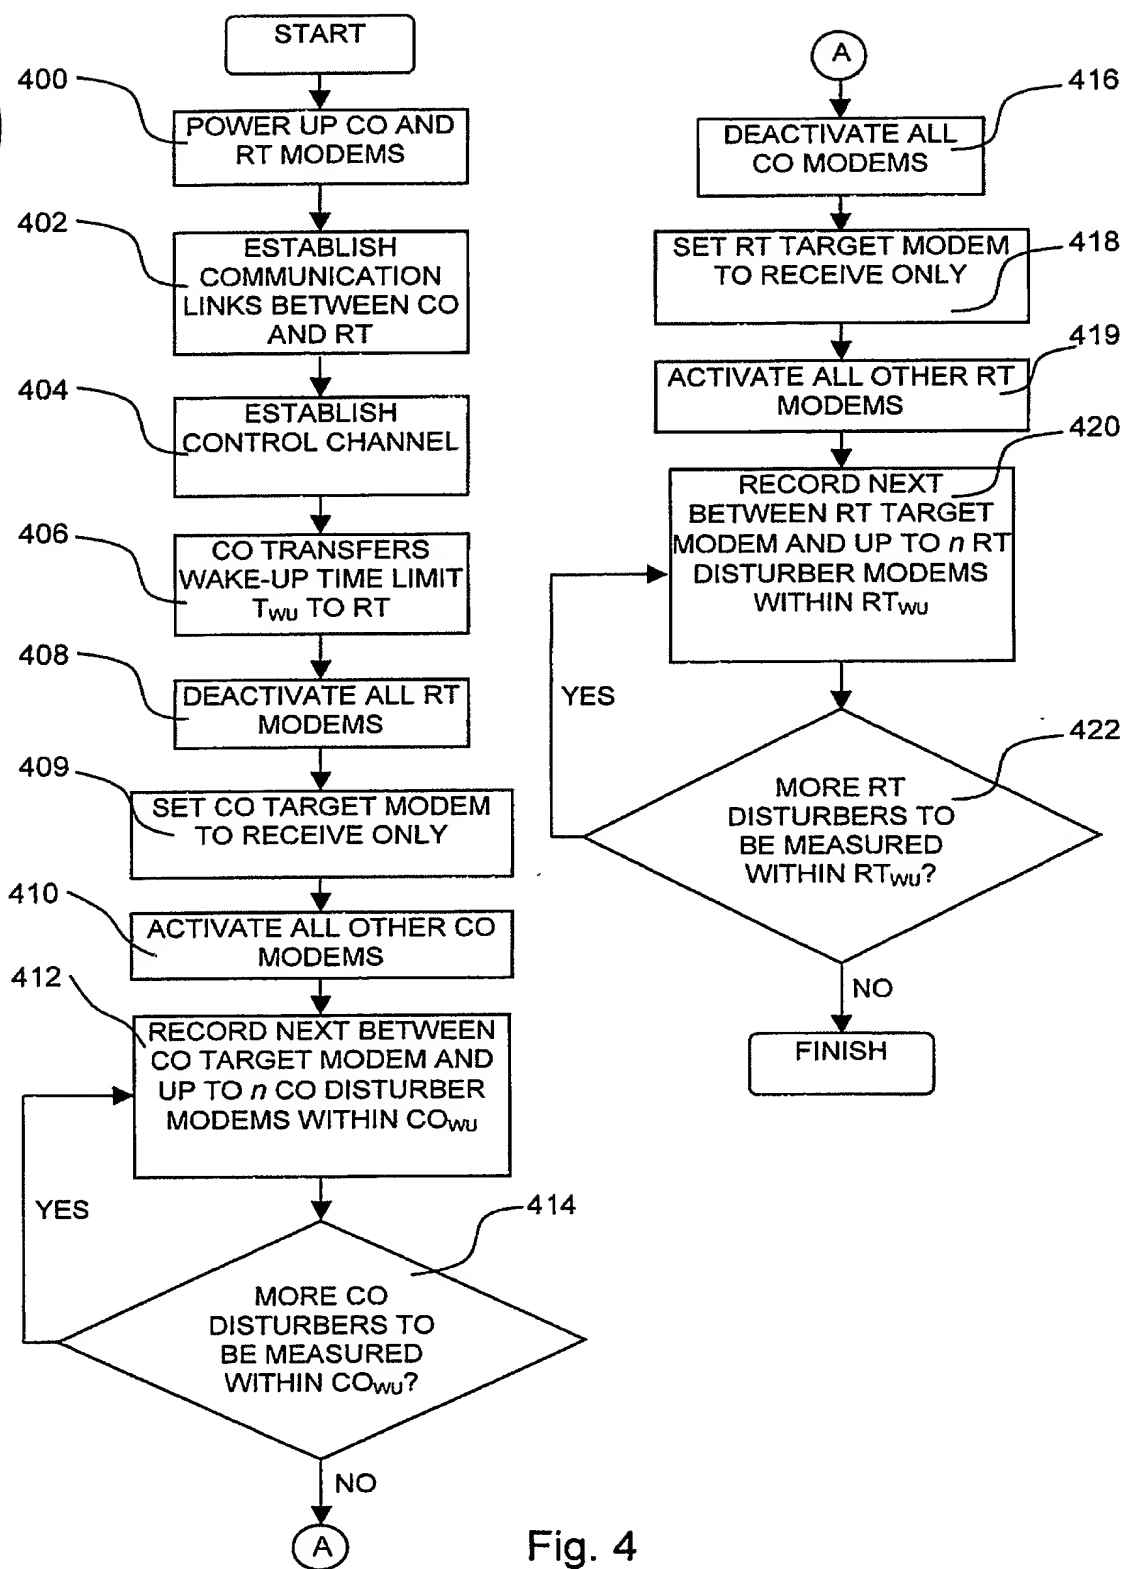 START
400
POWER UP CO AND
RT MODEMS
402
ESTABLISH
COMMUNICATION
LINKS BETWEEN CO
AND RT
404
ESTABLISH
CONTROL CHANNEL
406
CO TRANSFERS
WAKE-UP TIME LIMIT
TWU TO RT
408
DEACTIVATE ALL RT
MODEMS
409
SET CO TARGET MODEM
TO RECEIVE ONLY
410
ACTIVATE ALL OTHER CO
MODEMS
412
RECORD NEXT BETWEEN
CO TARGET MODEM AND
UP TO n CO DISTURBER
MODEMS WITHIN COWU
YES
414
MORE CO
DISTURBERS TO
BE MEASURED
WITHIN COWU?
NO
A
A
416
DEACTIVATE ALL
CO MODEMS
418
SET RT TARGET MODEM
TO RECEIVE ONLY
419
ACTIVATE ALL OTHER RT
MODEMS
420
RECORD NEXT
BETWEEN RT TARGET
MODEM AND UP TO n RT
DISTURBER MODEMS
WITHIN RTWU
YES
422
MORE RT
DISTURBERS TO
BE MEASURED
WITHIN RTWU?
NO
FINISH
Fig. 4